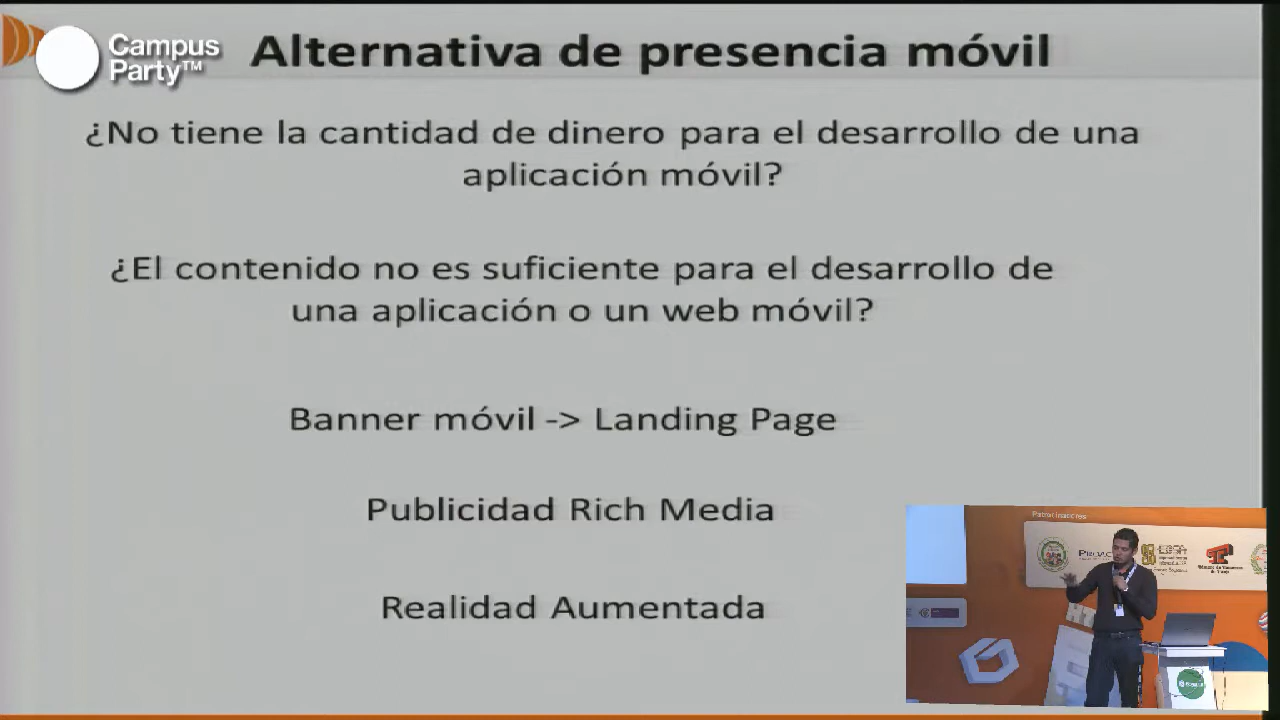 Campus
Party™
Alternativa de presencia móvil
¿No tiene la cantidad de dinero para el desarrollo de una
aplicación móvil?
¿El contenido no es suficiente para el desarrollo de
una aplicación o un web móvil?
Banner móvil -> Landing Page
Publicidad Rich Media
Realidad Aumentada
Patrocinadores
EBSA